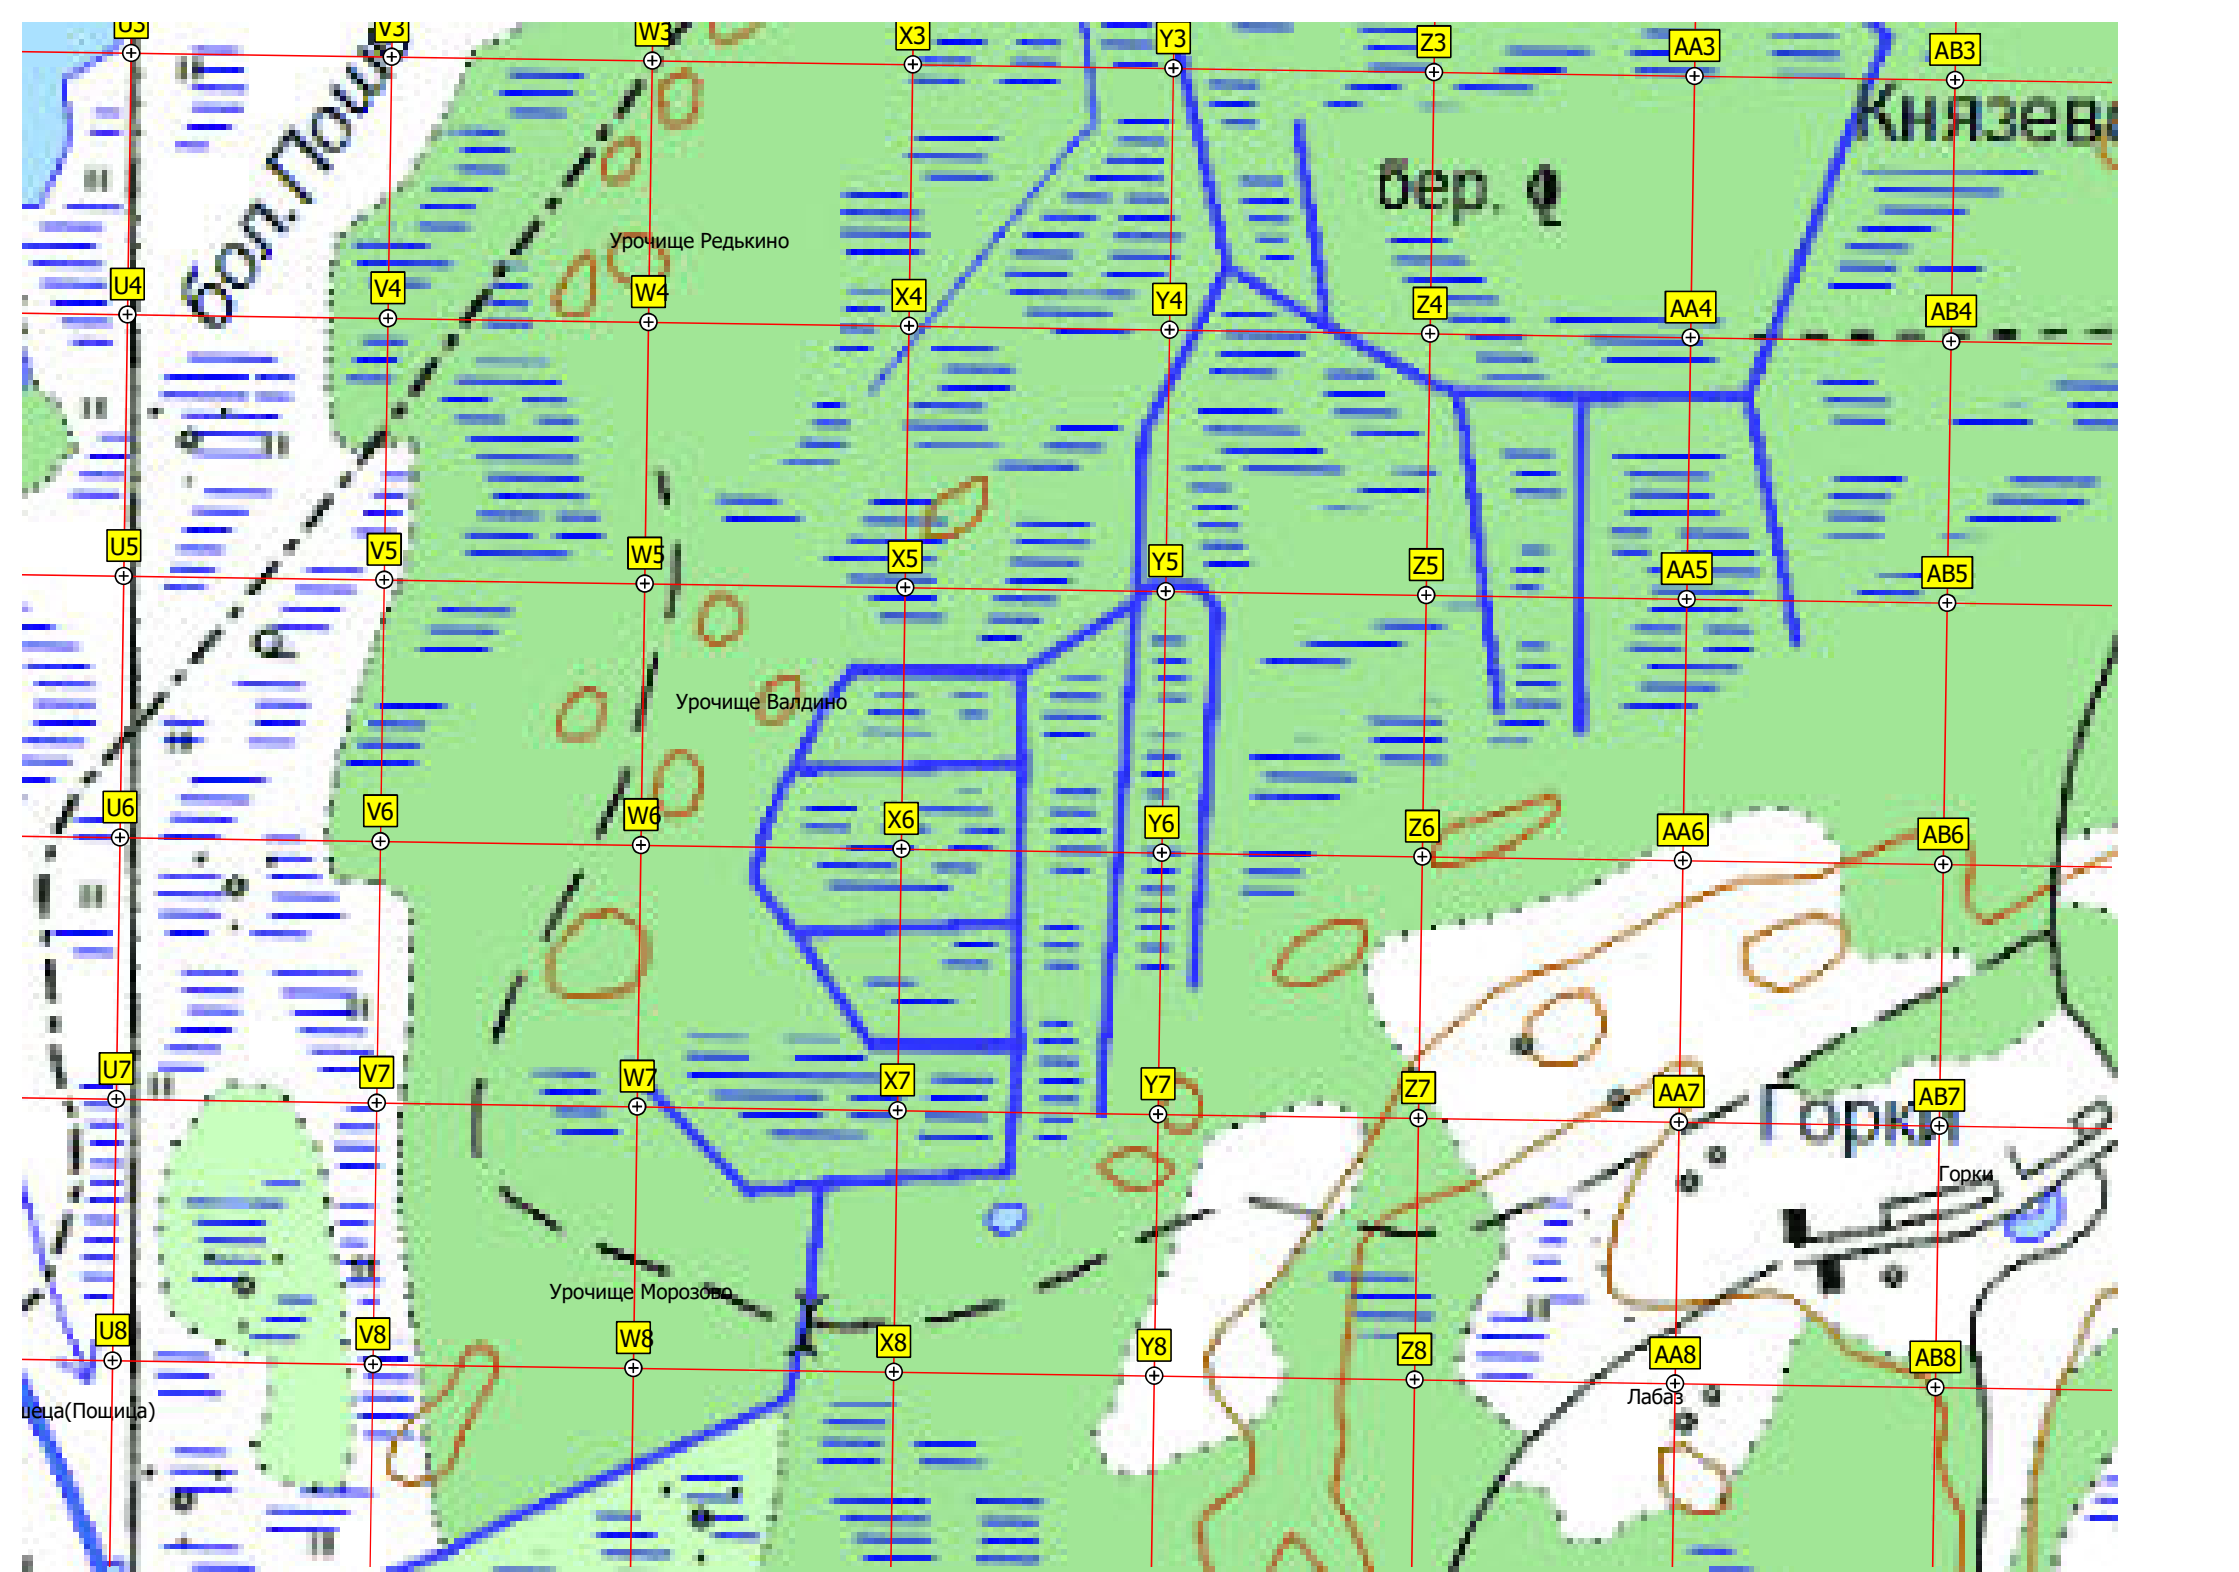 U3 V3 W3 X3 Y3 Z3 AA3 AB3
бол.Пош
Князев
бер.
Урочище Редькино
U4 V4 W4 X4 Y4 Z4 AA4 AB4
U5 V5 W5 X5 Y5 Z5 AA5 AB5
Урочище Валдино
U6 V6 W6 X6 Y6 Z6 AA6 AB6
U7 V7 W7 X7 Y7 Z7 AA7 AB7
Горки
Горки
Урочище Морозово
U8 V8 W8 X8 Y8 Z8 AA8 AB8
Лабаз
щеца(Пощица)